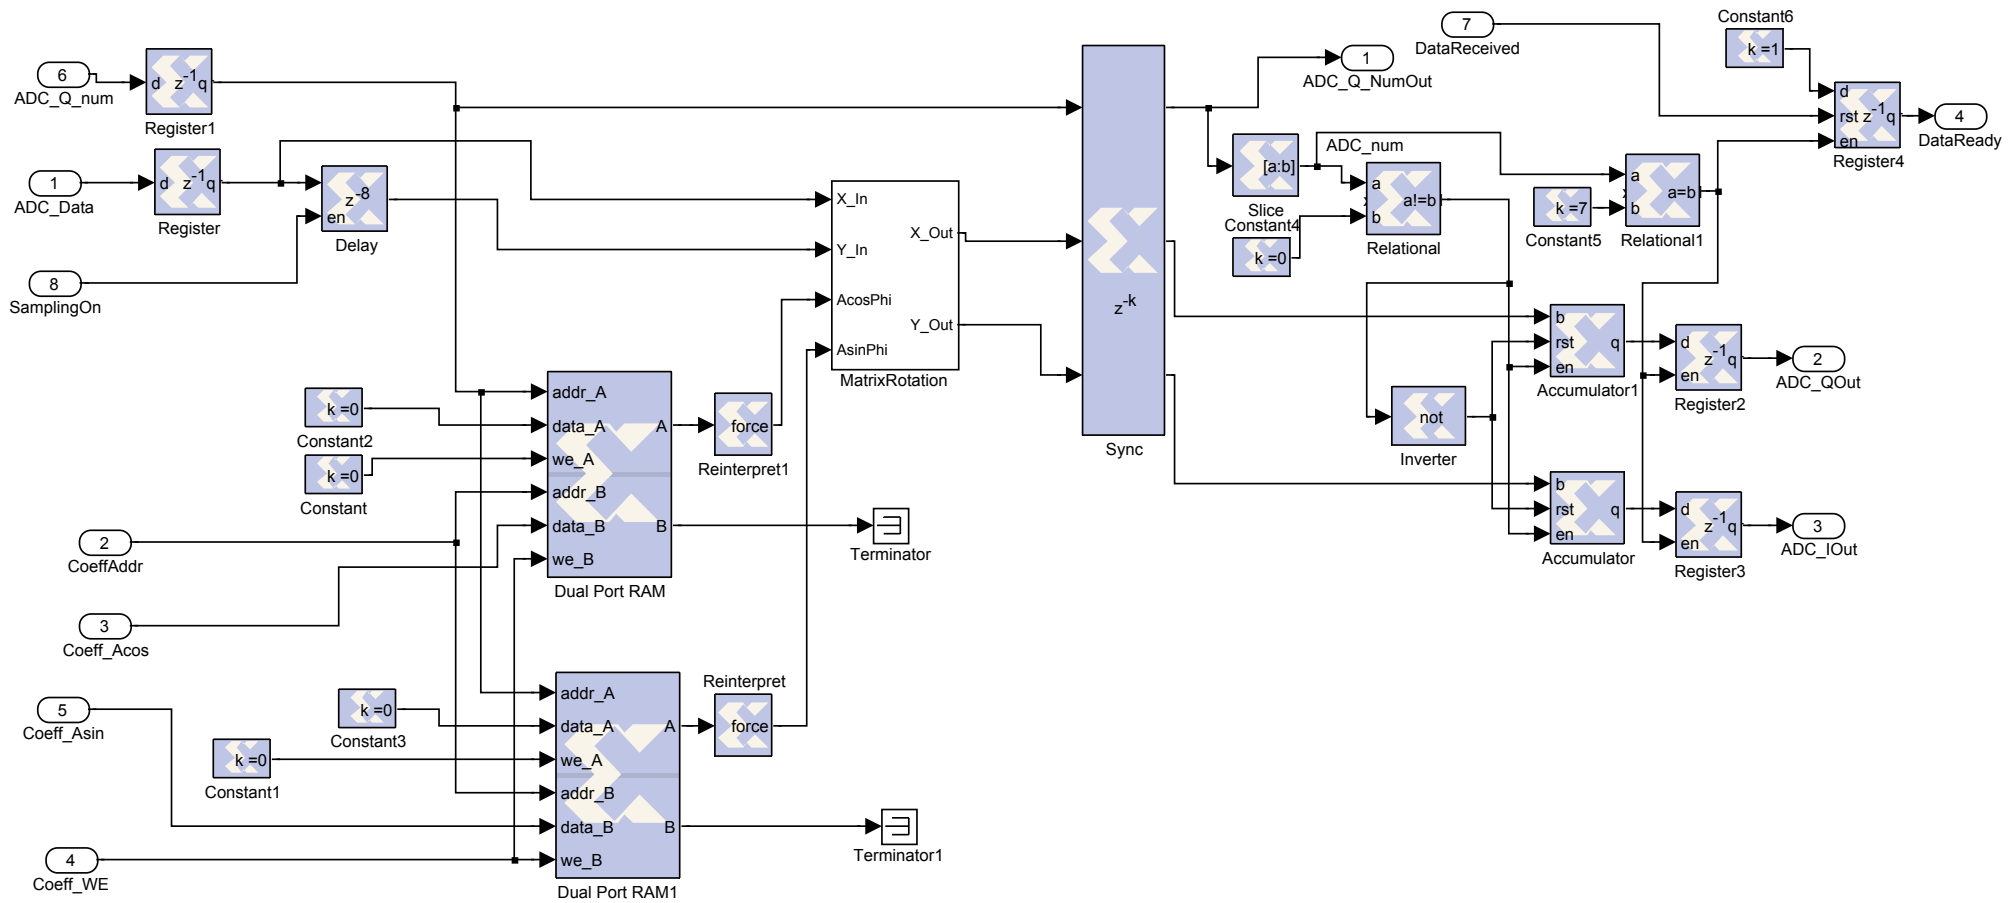 6
ADC_Q_num
d z-1 q
Register1
1
ADC_Data
d z-1 q
Register
8
SamplingOn
z-8
en
Delay
X_In
Y_In
AcosPhi
AsinPhi
X_Out
Y_Out
MatrixRotation
k =0
Constant2
k =0
Constant
2
CoeffAddr
3
Coeff_Acos
addr_A
data_A
we_A
addr_B
data_B
we_B
A
B
Dual Port RAM
force
Reinterpret1
Terminator
5
Coeff_Asin
k =0
Constant3
k =0
Constant1
4
Coeff_WE
addr_A
data_A
we_A
addr_B
data_B
we_B
A
B
Dual Port RAM1
Reinterpret
force
Terminator1
z-k
Sync
1
ADC_Q_NumOut
[a:b]
Slice
Constant4
k =0
ADC_num
a
b
a!=b
Relational
7
DataReceived
Constant6
k =1
d
rst z-1 q
en
Register4
4
DataReady
k =7
Constant5
a
b
a=b
Relational1
not
Inverter
b
rst
en
q
Accumulator1
d
z-1 q
en
Register2
2
ADC_QOut
b
rst
en
q
Accumulator
d
z-1 q
en
Register3
3
ADC_IOut